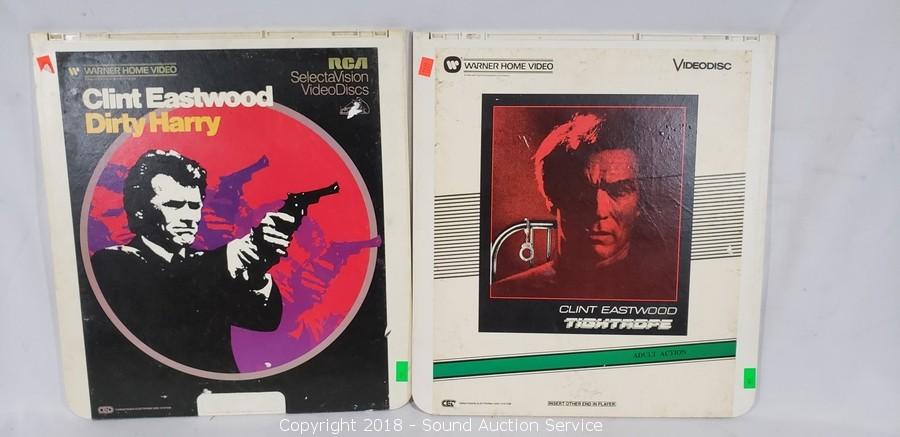 WARNER HOME VIDEO
RCA
SelectaVision
VideoDiscs
Clint Eastwood
Dirty Harry
CED
WARNER HOME VIDEO
VIDEODISC
CLINT EASTWOOD
TIGHTROPE
ADULT ACTION
CED
INSERT OTHER END IN PLAYER
Copyright 2018 - Sound Auction Service